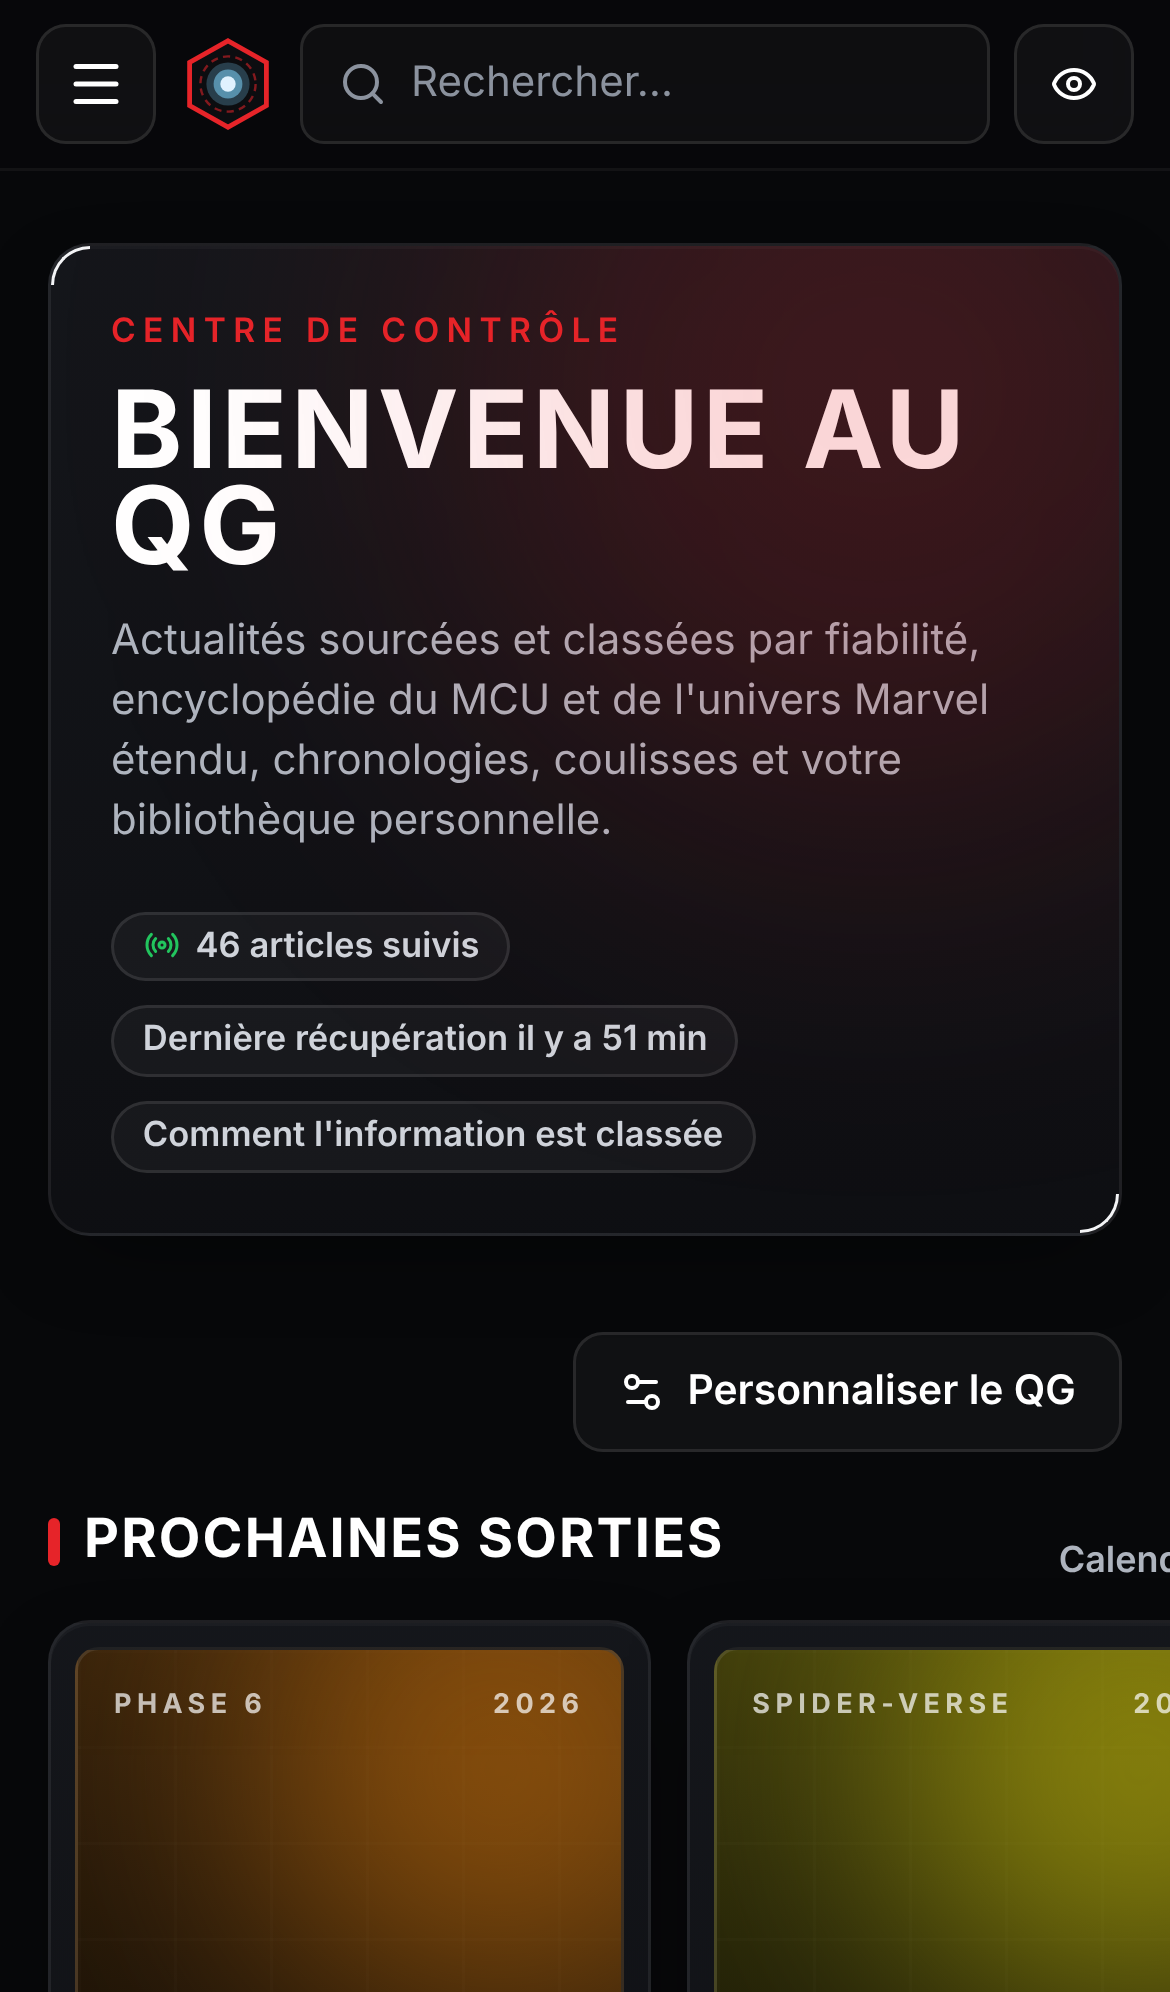 Rechercher...
CENTRE DE CONTRÔLE
BIENVENUE AU
QG
Actualités sourcées et classées par fiabilité,
encyclopédie du MCU et de l'univers Marvel
étendu, chronologies, coulisses et votre
bibliothèque personnelle.
46 articles suivis
Dernière récupération il y a 51 min
Comment l'information est classée
Personnaliser le QG
PROCHAINES SORTIES
PHASE 6 2026
SPIDER-VERSE